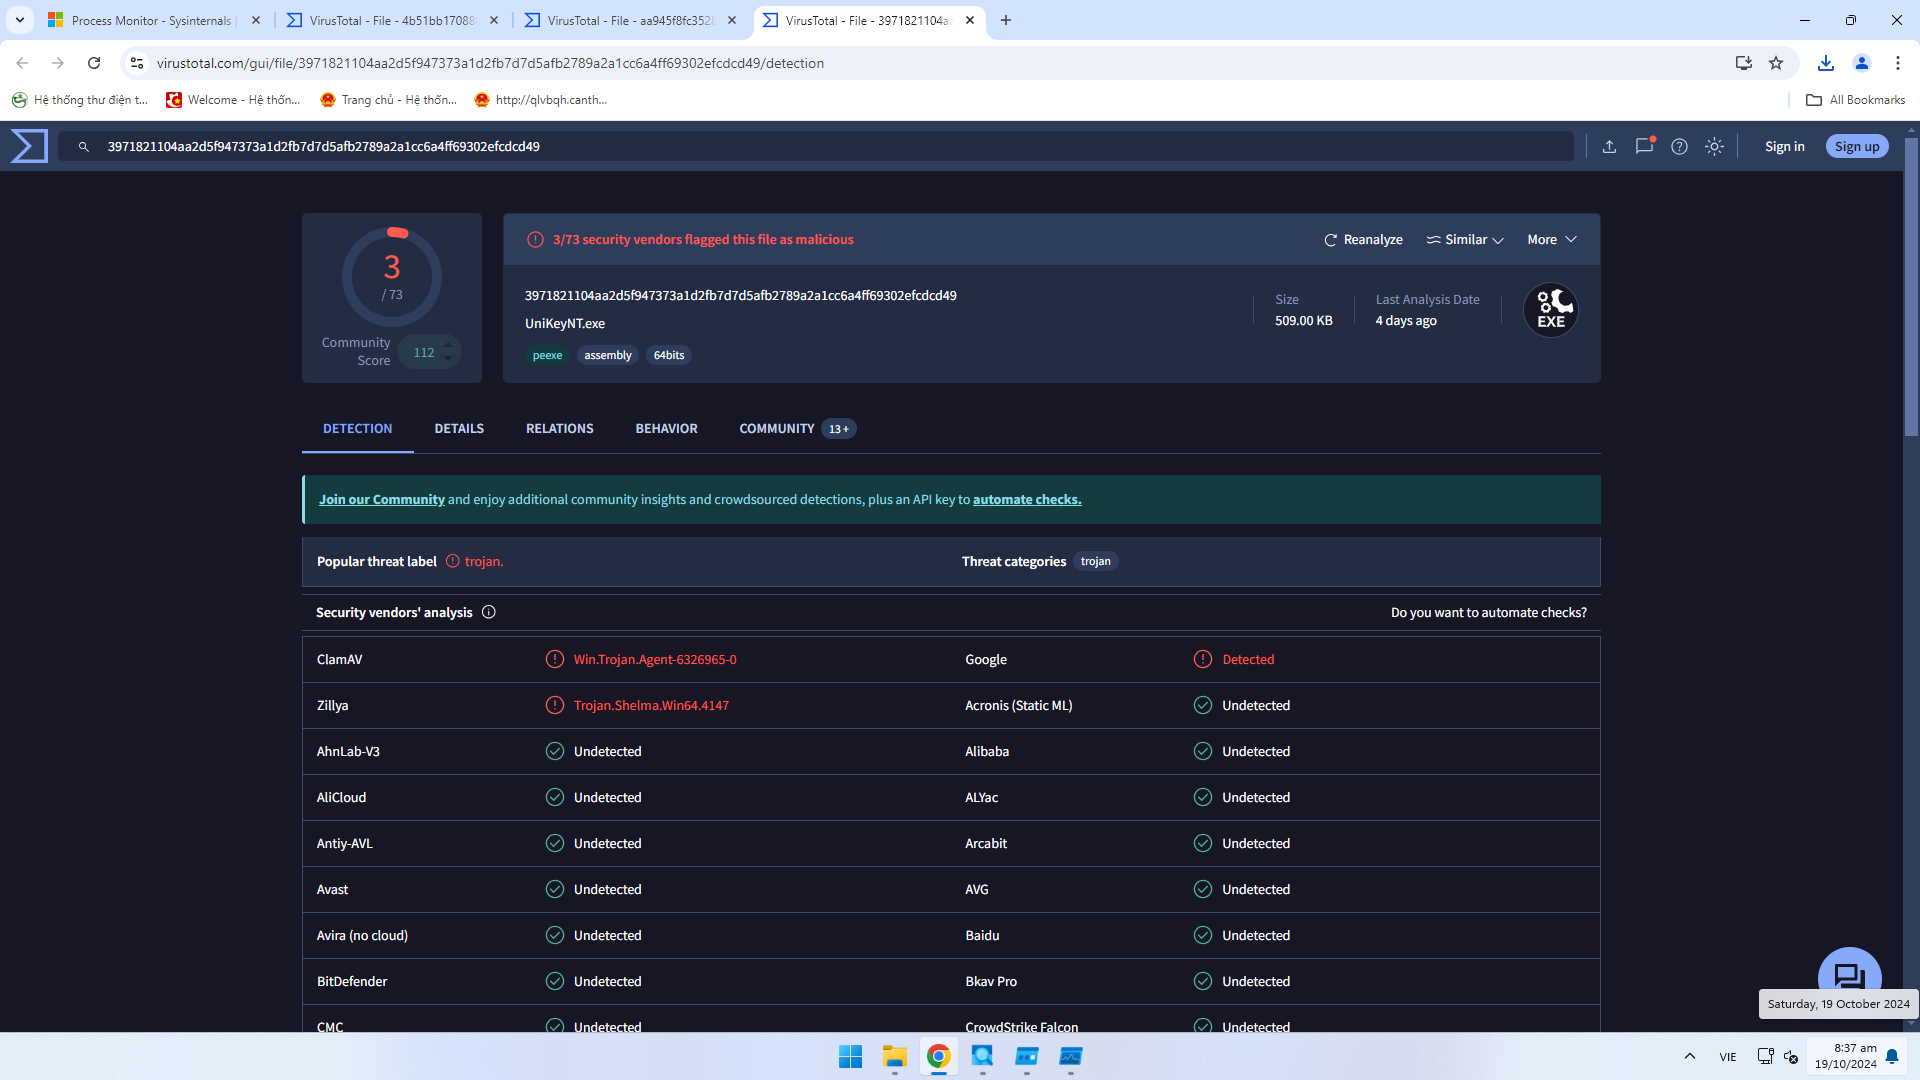 Process Monitor - Sysinternals
VirusTotal - File - 4b51bb17088
VirusTotal - File - aa945f8fc352
VirusTotal - File - 3971821104aa
virustotal.com/gui/file/3971821104aa2d5f947373a1d2fb7d7d5afb2789a2a1cc6a4ff69302efcdcd49/detection
Hệ thống thư điện t...
Welcome - Hệ thốn...
Trang chủ - Hệ thốn...
http://qlvbqh.canth...
All Bookmarks
3971821104aa2d5f947373a1d2fb7d7d5afb2789a2a1cc6a4ff69302efcdcd49
Sign in
Sign up
3
/ 73
Community Score
112
3/73 security vendors flagged this file as malicious
Reanalyze
Similar
More
3971821104aa2d5f947373a1d2fb7d7d5afb2789a2a1cc6a4ff69302efcdcd49
UniKeyNT.exe
peexe
assembly
64bits
Size
509.00 KB
Last Analysis Date
4 days ago
EXE
DETECTION
DETAILS
RELATIONS
BEHAVIOR
COMMUNITY 13+
Join our Community and enjoy additional community insights and crowdsourced detections, plus an API key to automate checks.
Popular threat label trojan.
Threat categories trojan
Security vendors' analysis
Do you want to automate checks?
ClamAV Win.Trojan.Agent-6326965-0 Google Detected
Zillya Trojan.Shelma.Win64.4147 Acronis (Static ML) Undetected
AhnLab-V3 Undetected Alibaba Undetected
AliCloud Undetected ALYac Undetected
Antiy-AVL Undetected Arcabit Undetected
Avast Undetected AVG Undetected
Avira (no cloud) Undetected Baidu Undetected
BitDefender Undetected Bkav Pro Undetected
CMC Undetected CrowdStrike Falcon Undetected
Saturday, 19 October 2024
VIE
8:37 am
19/10/2024